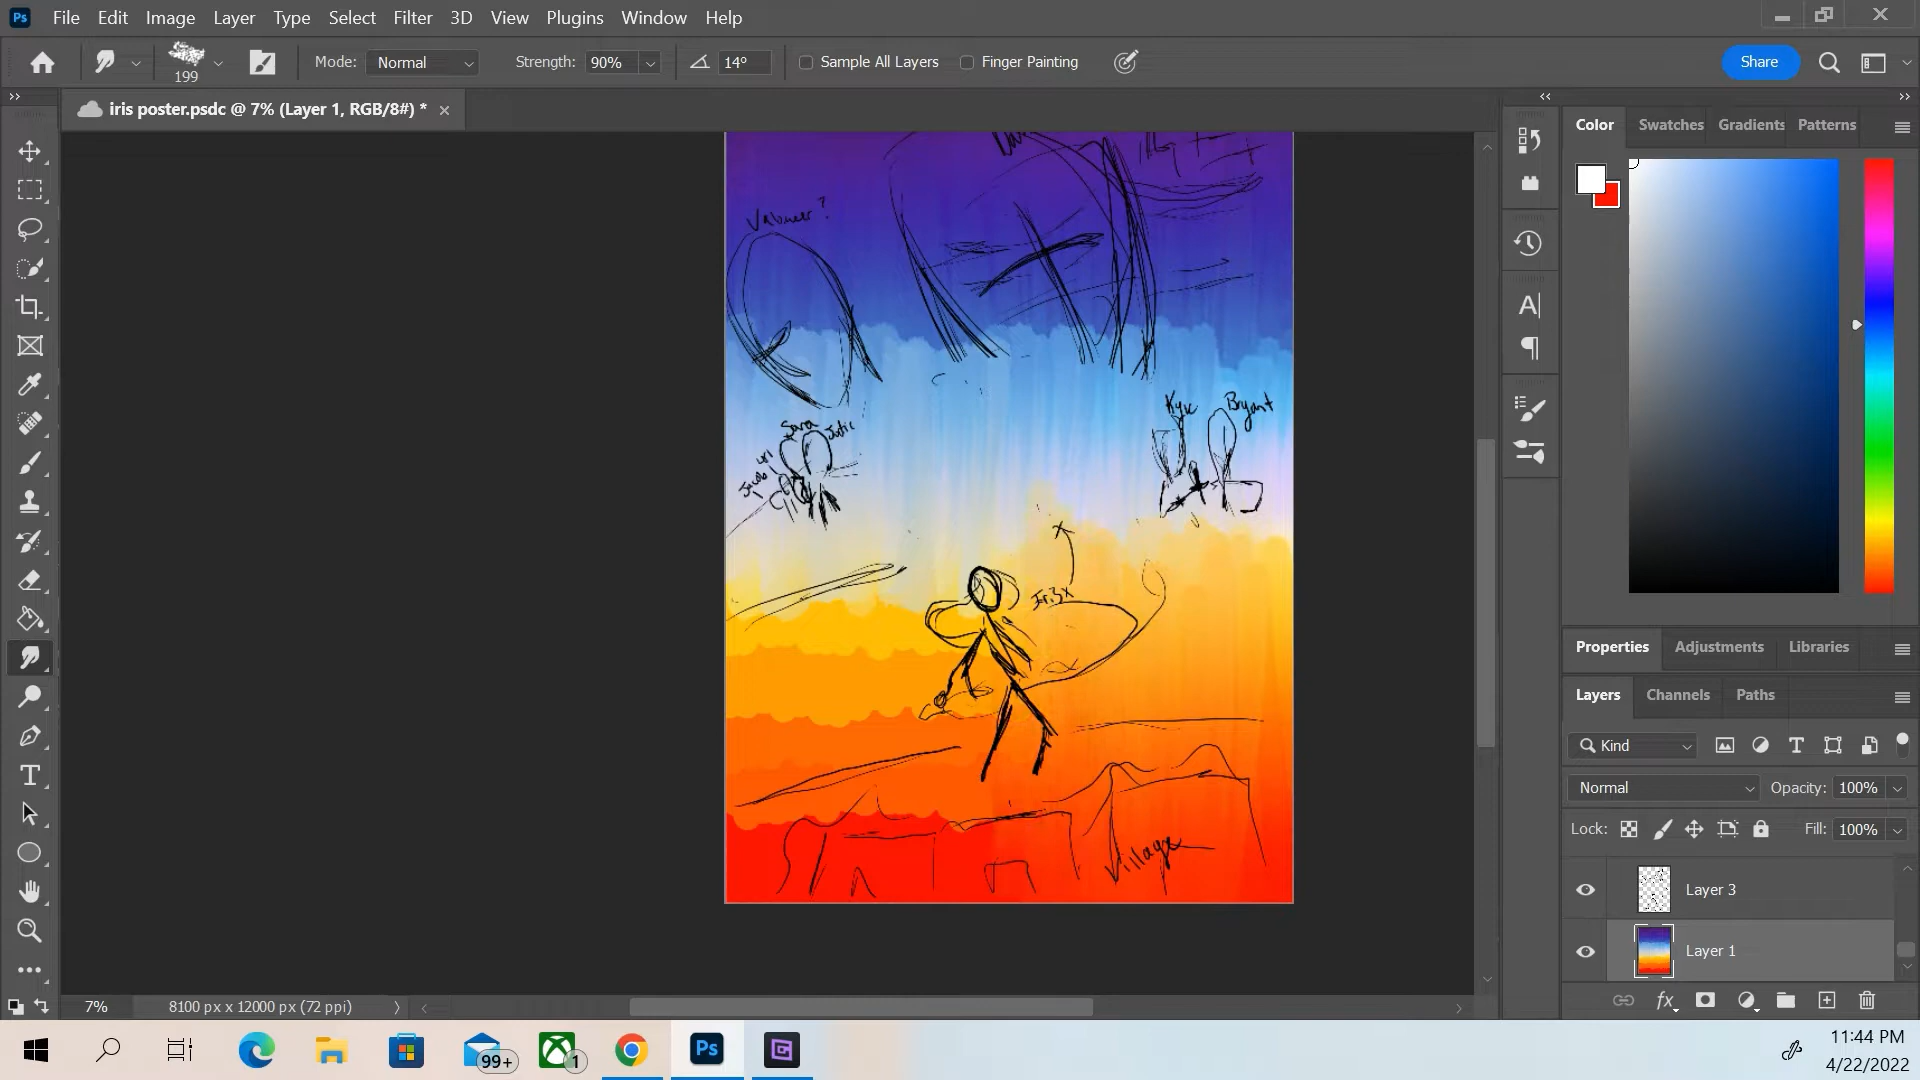 Ps File Edit Image Layer Type Select Filter 3D View Plugins Window Help
199 Mode: Normal Strength: 90% 14° Sample All Layers Finger Painting Share
iris poster.psdc @ 7% (Layer 1, RGB/8#) *
Color Swatches Gradients Patterns
Kyle Bryant
Sara
Jacob
Village
Properties Adjustments Libraries
Layers Channels Paths
Kind
Normal Opacity: 100%
Lock: Fill: 100%
Layer 3
Layer 1
7% 8100 px x 12000 px (72 ppi)
99+ 1 Ps
11:44 PM
4/22/2022